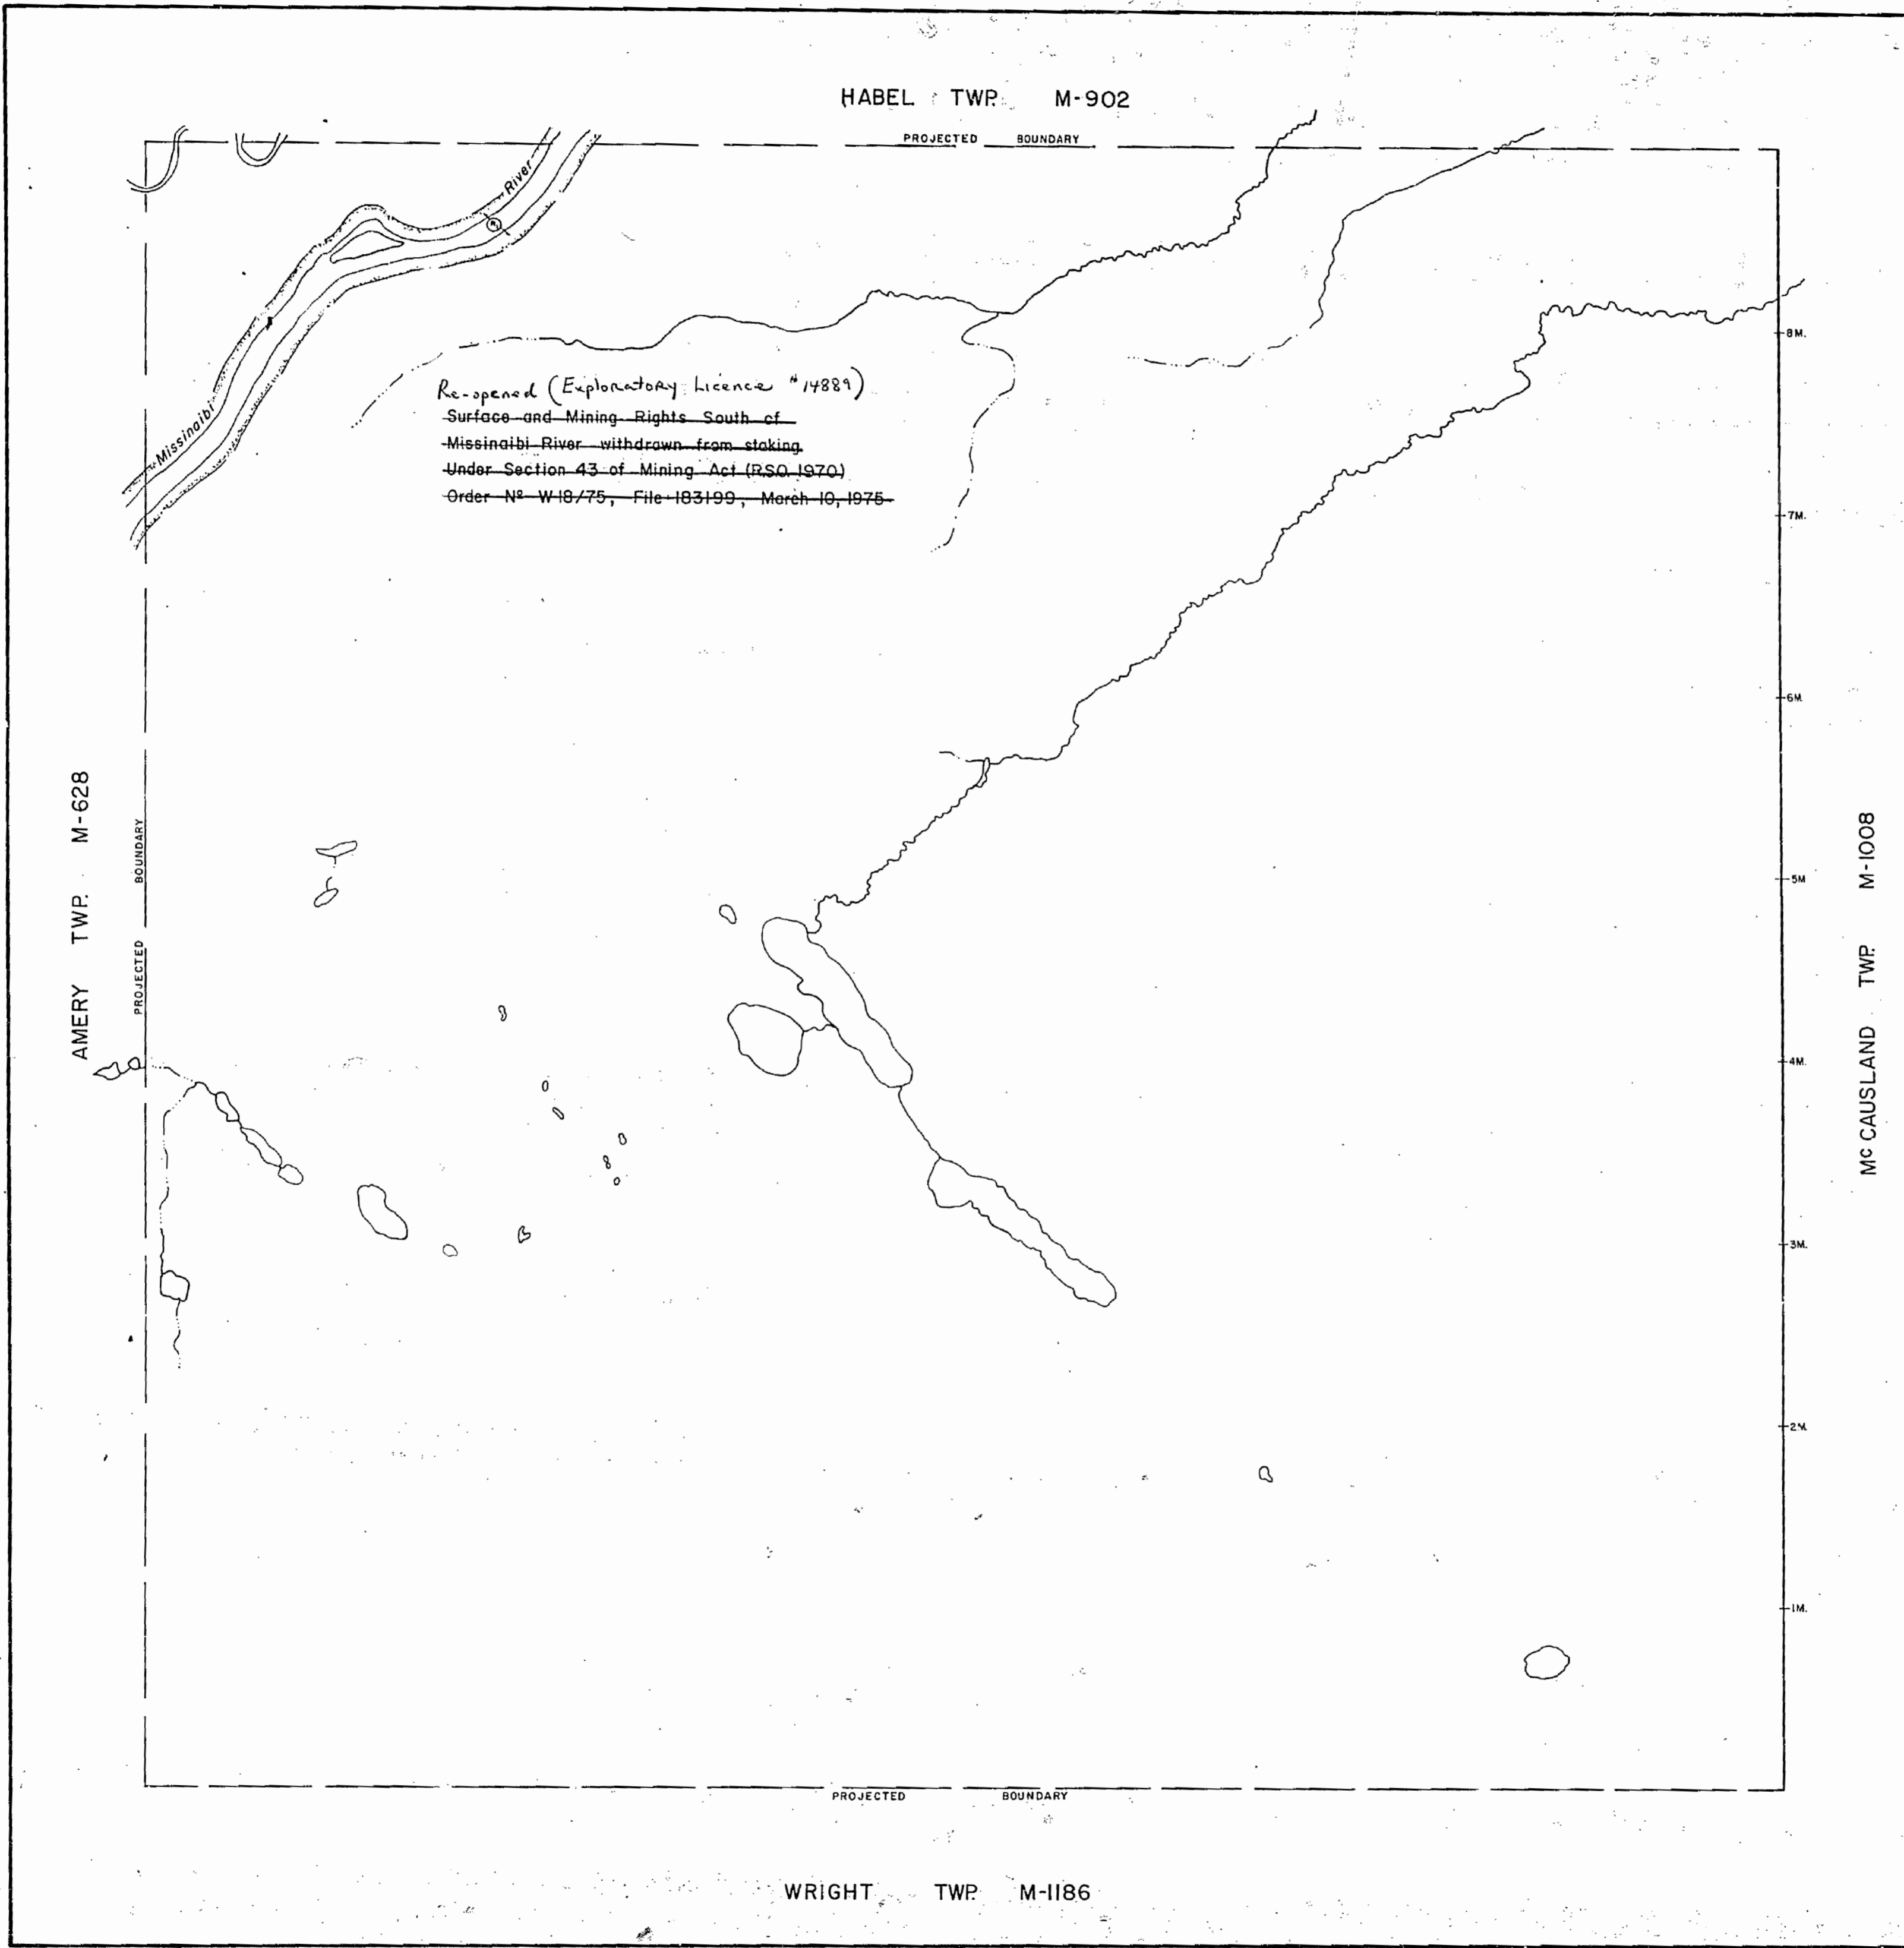 HABEL TWP. M-902
PROJECTED BOUNDARY
River
R
Missinaibi
Re-opened (Exploratory Licence # 14889)
Surface and Mining Rights South of
Missinaibi River withdrawn from staking
Under Section 43 of Mining Act (R.S.O. 1970)
Order Nº W-18/75, File 183199, March 10, 1975
8M.
7M.
6M.
5M
4M.
3M.
2M.
1M.
AMERY TWP. M-628
PROJECTED BOUNDARY
Mc CAUSLAND TWP. M-1008
PROJECTED BOUNDARY
WRIGHT TWP. M-1186